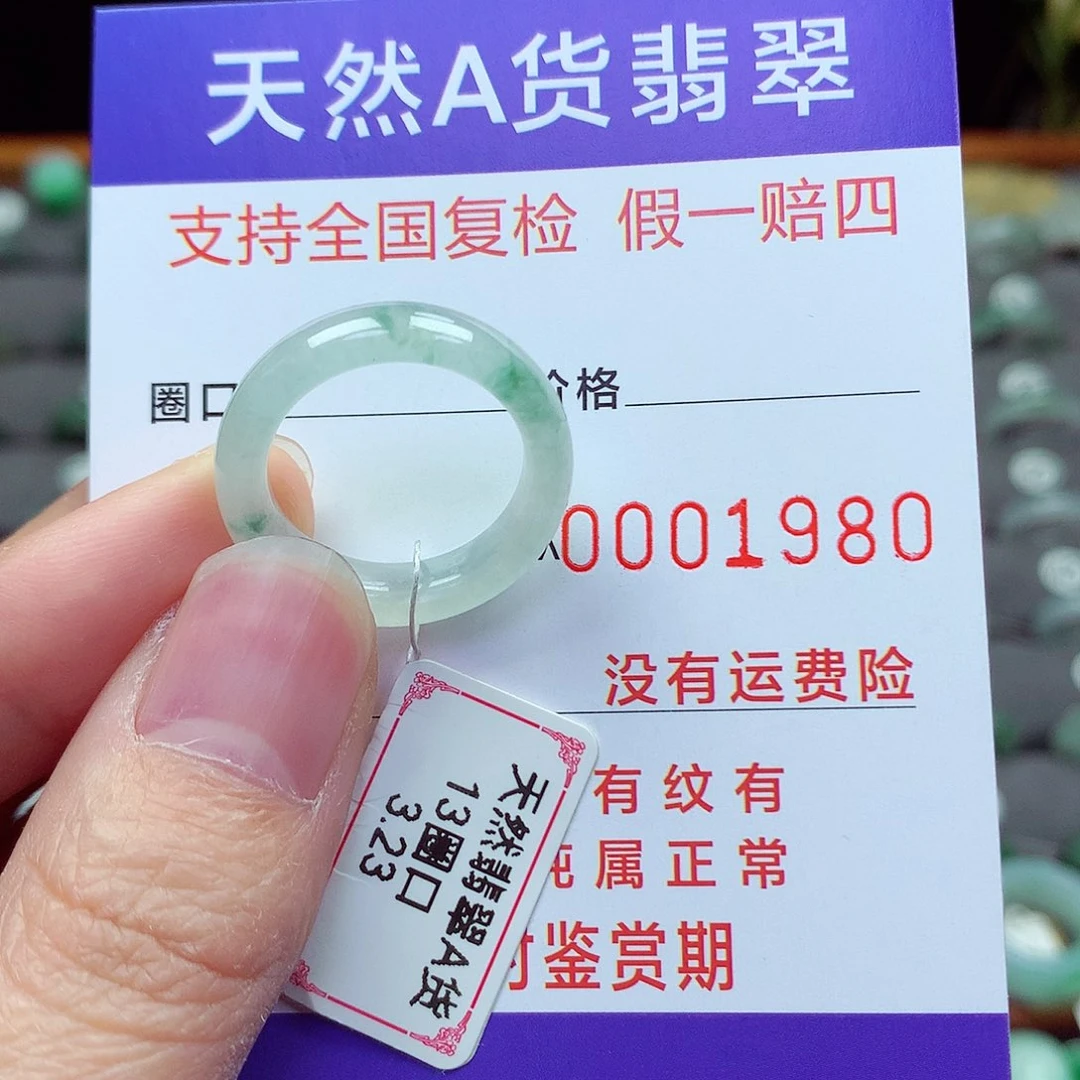 天然A货翡翠
支持全国复检 假一赔四
圈口 价格
0001980
没有运费险
有纹有
纯属正常
时鉴赏期
天然翡翠A货
13圈口
3.23